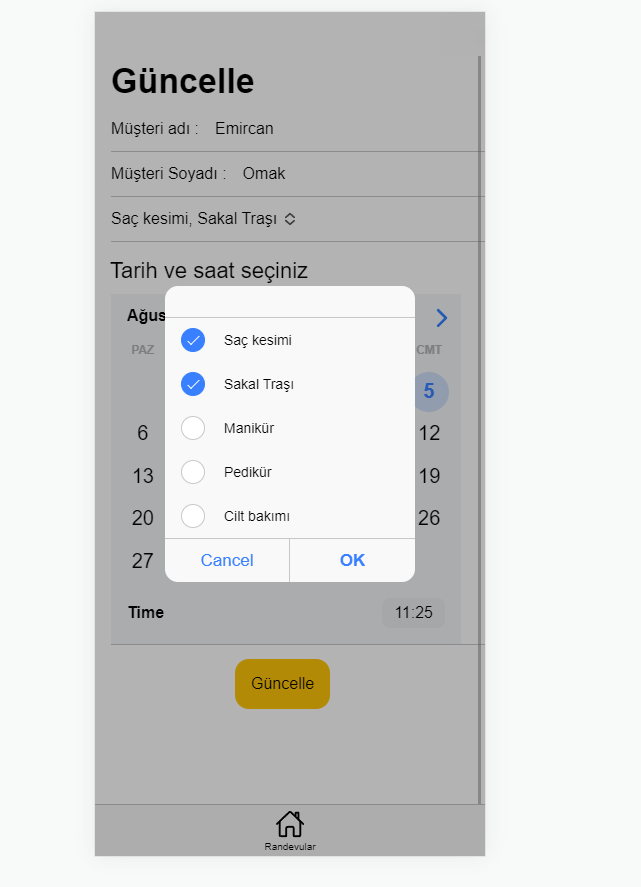 Güncelle
Müşteri adı : Emircan
Müşteri Soyadı : Omak
Saç kesimi, Sakal Traşı
Tarih ve saat seçiniz
Ağus
PAZ CMT
5
6 12
13 19
20 26
27
Saç kesimi
Sakal Traşı
Manikür
Pedikür
Cilt bakımı
Cancel OK
Time 11:25
Güncelle
Randevular